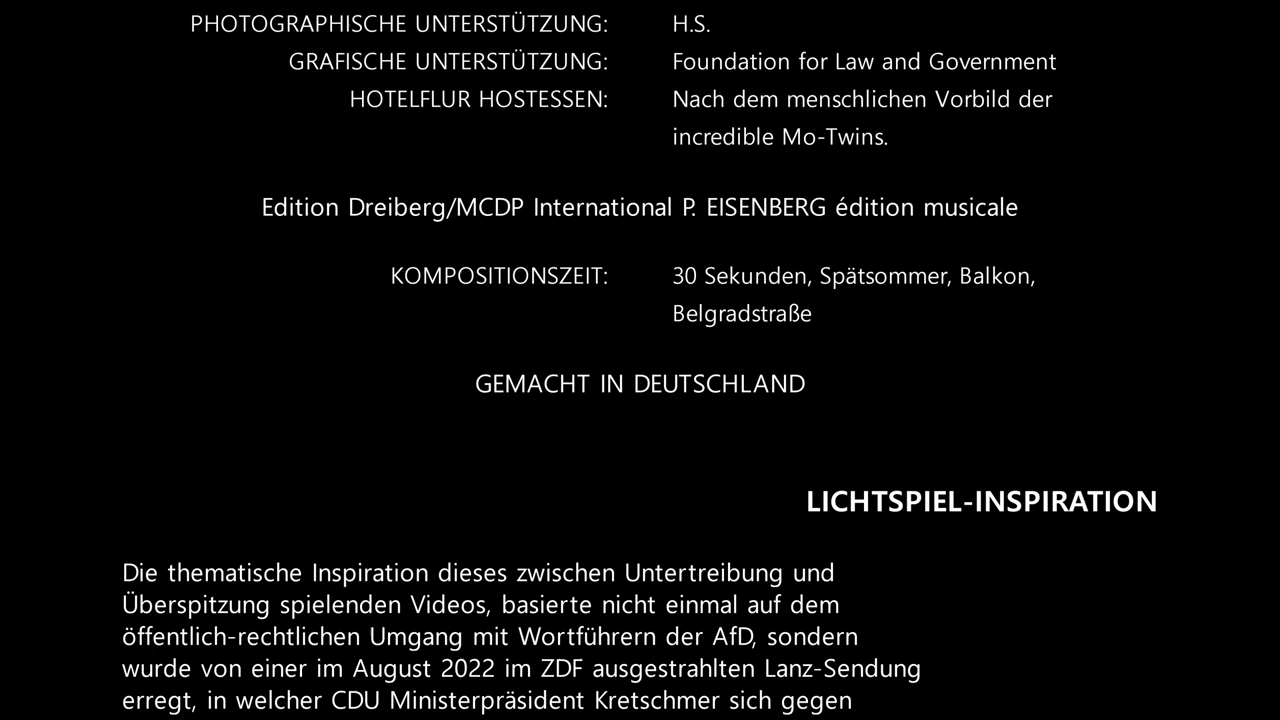 PHOTOGRAPHISCHE UNTERSTÜTZUNG: H.S.
GRAFISCHE UNTERSTÜTZUNG: Foundation for Law and Government
HOTELFLUR HOSTESSEN: Nach dem menschlichen Vorbild der
incredible Mo-Twins.
Edition Dreiberg/MCDP International P. EISENBERG édition musicale
KOMPOSITIONSZEIT: 30 Sekunden, Spätsommer, Balkon,
Belgradstraße
GEMACHT IN DEUTSCHLAND
LICHTSPIEL-INSPIRATION
Die thematische Inspiration dieses zwischen Untertreibung und
Überspitzung spielenden Videos, basierte nicht einmal auf dem
öffentlich-rechtlichen Umgang mit Wortführern der AfD, sondern
wurde von einer im August 2022 im ZDF ausgestrahlten Lanz-Sendung
erregt, in welcher CDU Ministerpräsident Kretschmer sich gegen